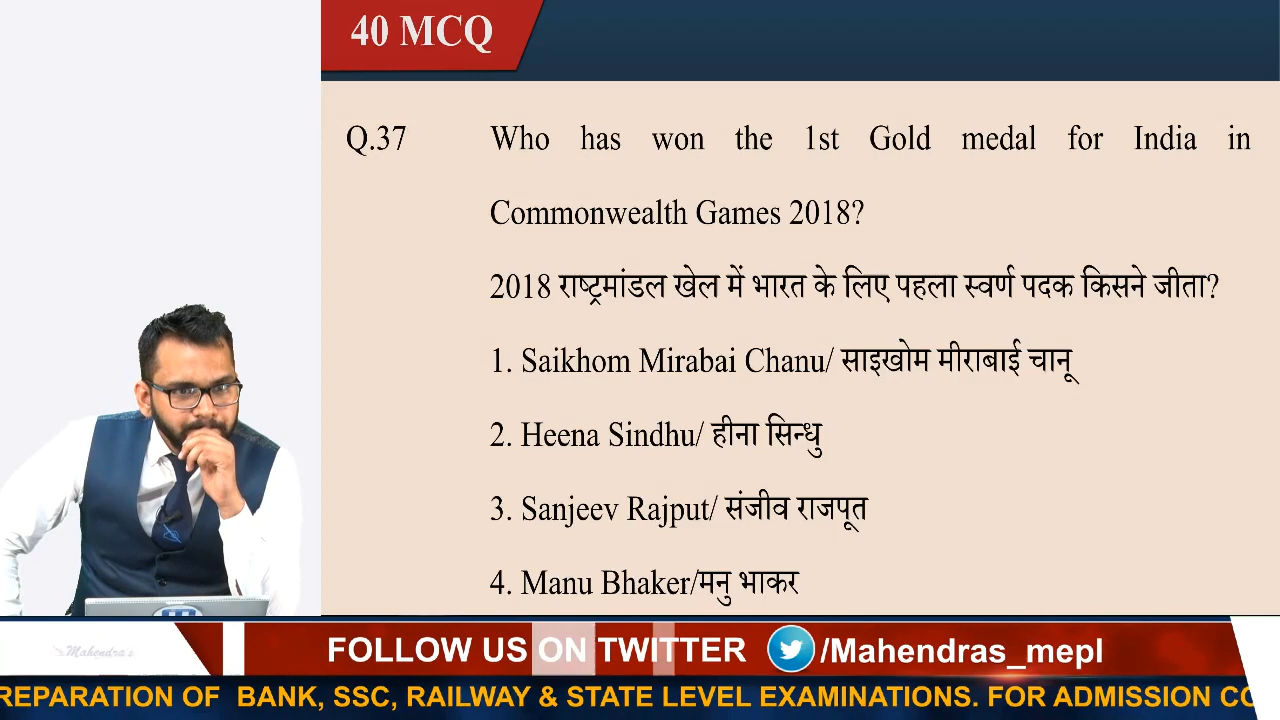 40 MCQ
Q.37 Who has won the 1st Gold medal for India in
Commonwealth Games 2018?
2018 राष्ट्रमांडल खेल में भारत के लिए पहला स्वर्ण पदक किसने जीता?
1. Saikhom Mirabai Chanu/ साइखोम मीराबाई चानू
2. Heena Sindhu/ हीना सिन्धु
3. Sanjeev Rajput/ संजीव राजपूत
4. Manu Bhaker/मनु भाकर
Mahendra's
FOLLOW US ON TWITTER /Mahendras_mepl
REPARATION OF BANK, SSC, RAILWAY & STATE LEVEL EXAMINATIONS. FOR ADMISSION CO